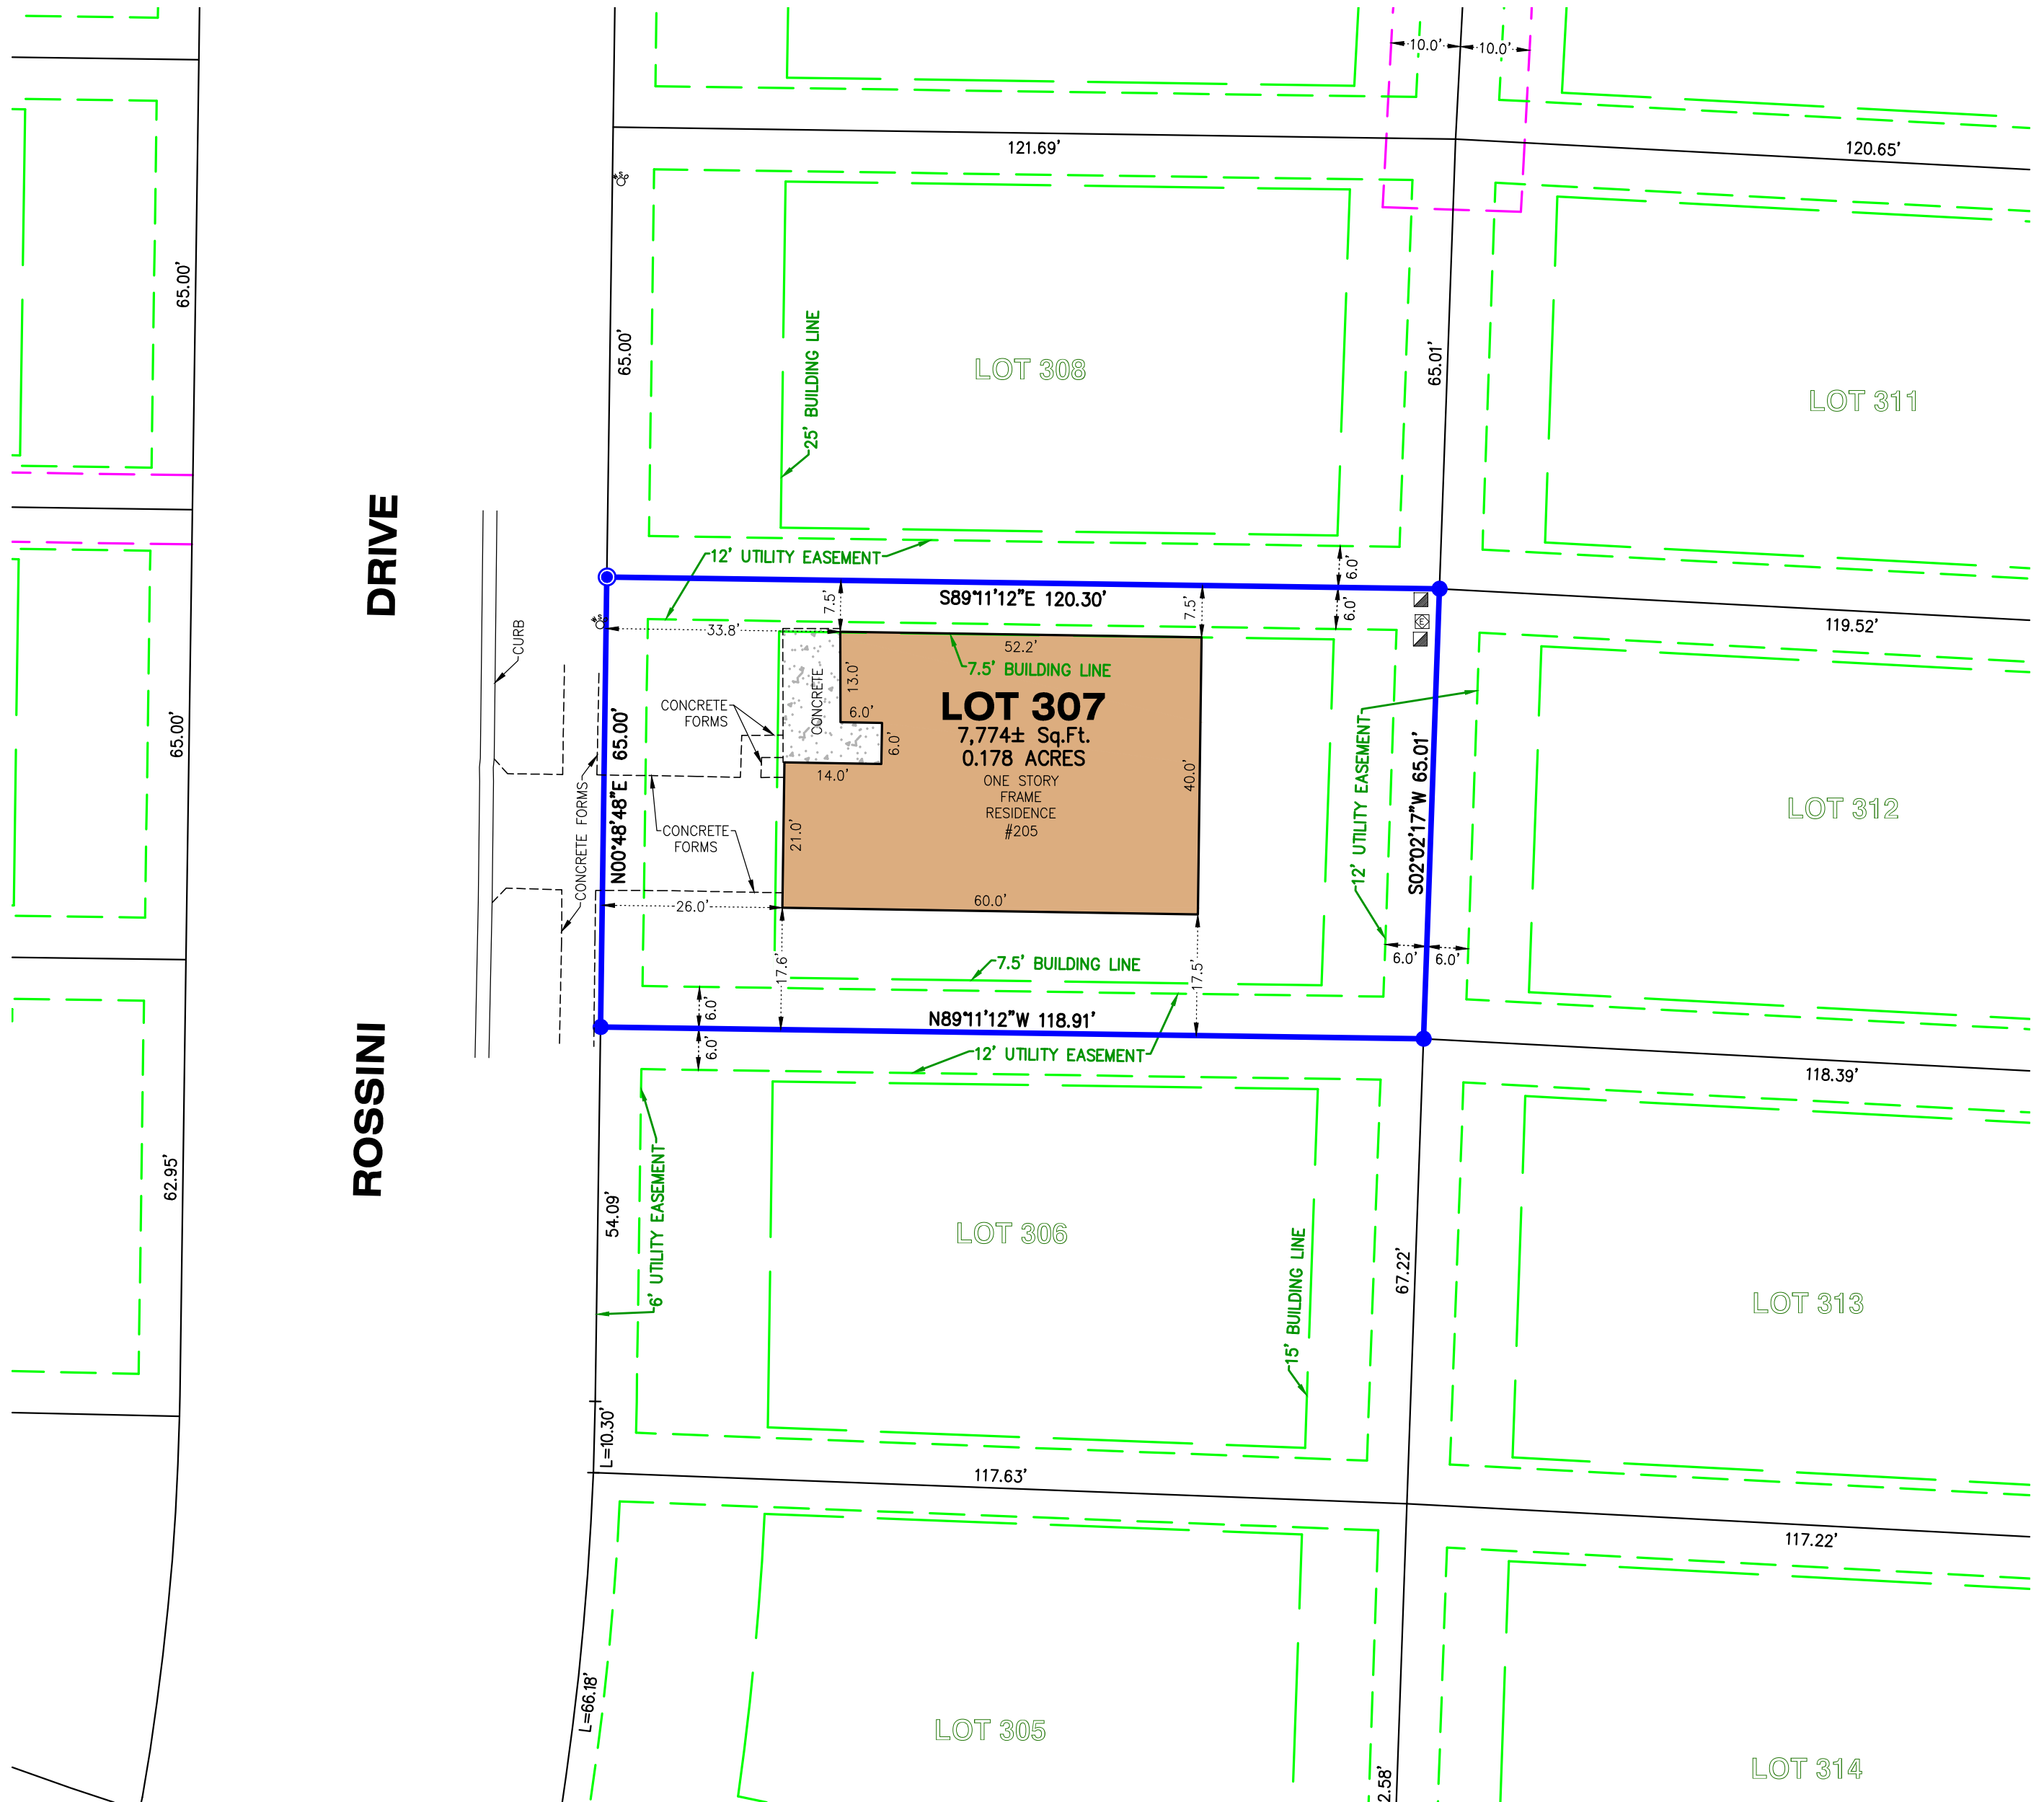 10.0'
10.0'
121.69'
120.65'
65.00'
65.00'
65.01'
25' BUILDING LINE
LOT 308
LOT 311
DRIVE
12' UTILITY EASEMENT
6.0'
S89°11'12"E 120.30'
7.5'
7.5'
6.0'
33.8'
119.52'
CURB
52.2'
7.5' BUILDING LINE
CONCRETE
13.0'
CONCRETE
FORMS
6.0'
LOT 307
7,774± Sq.Ft.
0.178 ACRES
6.0'
14.0'
40.0'
ONE STORY
FRAME
RESIDENCE
#205
65.00'
N00°48'48"E 65.00'
CONCRETE FORMS
CONCRETE
FORMS
21.0'
12' UTILITY EASEMENT
S02°02'17"W 65.01'
LOT 312
26.0'
60.0'
17.6'
7.5' BUILDING LINE
17.5'
6.0'
6.0'
6.0'
N89°11'12"W 118.91'
6.0'
12' UTILITY EASEMENT
118.39'
ROSSINI
62.95'
54.09'
6' UTILITY EASEMENT
LOT 306
15' BUILDING LINE
67.22'
LOT 313
L=10.30'
117.63'
117.22'
L=66.18'
LOT 305
LOT 314
2.58'